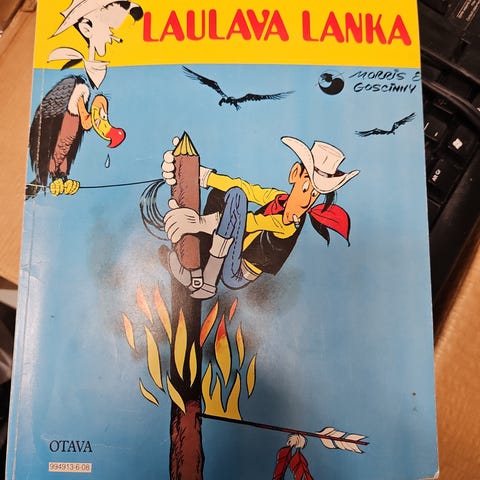 LAULAVA LANKA
MORRIS &
GOSCINNY
OTAVA
994913-6-08